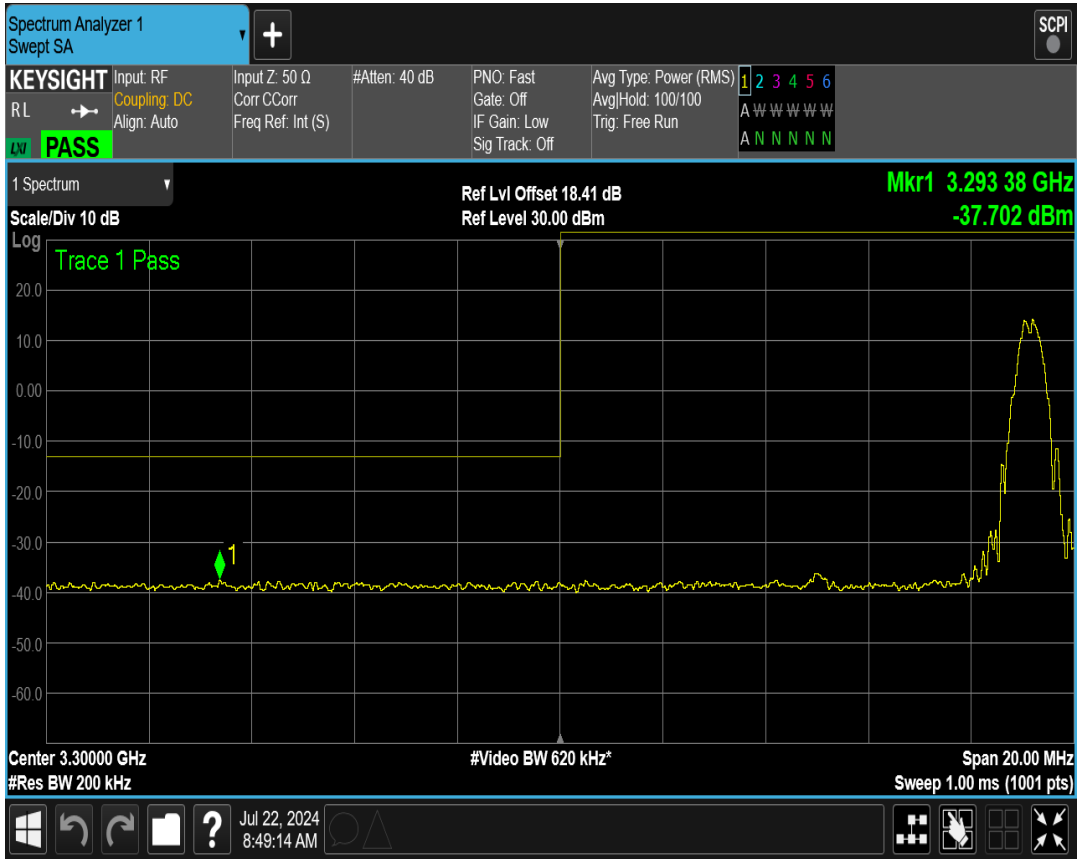 Spectrum Analyzer 1
Swept SA
+
SCPI
KEYSIGHT
RL
LXI PASS
Input: RF
Coupling: DC
Align: Auto
Input Z: 50 Ω
Corr CCorr
Freq Ref: Int (S)
#Atten: 40 dB
PNO: Fast
Gate: Off
IF Gain: Low
Sig Track: Off
Avg Type: Power (RMS)
Avg|Hold: 100/100
Trig: Free Run
1 2 3 4 5 6
A W W W W W
A N N N N N
1 Spectrum
Scale/Div 10 dB
Ref Lvl Offset 18.41 dB
Ref Level 30.00 dBm
Mkr1 3.293 38 GHz
-37.702 dBm
Log
Trace 1 Pass
20.0
10.0
0.00
-10.0
-20.0
-30.0
1
-40.0
-50.0
-60.0
Center 3.30000 GHz
#Res BW 200 kHz
#Video BW 620 kHz*
Span 20.00 MHz
Sweep 1.00 ms (1001 pts)
?
Jul 22, 2024
8:49:14 AM